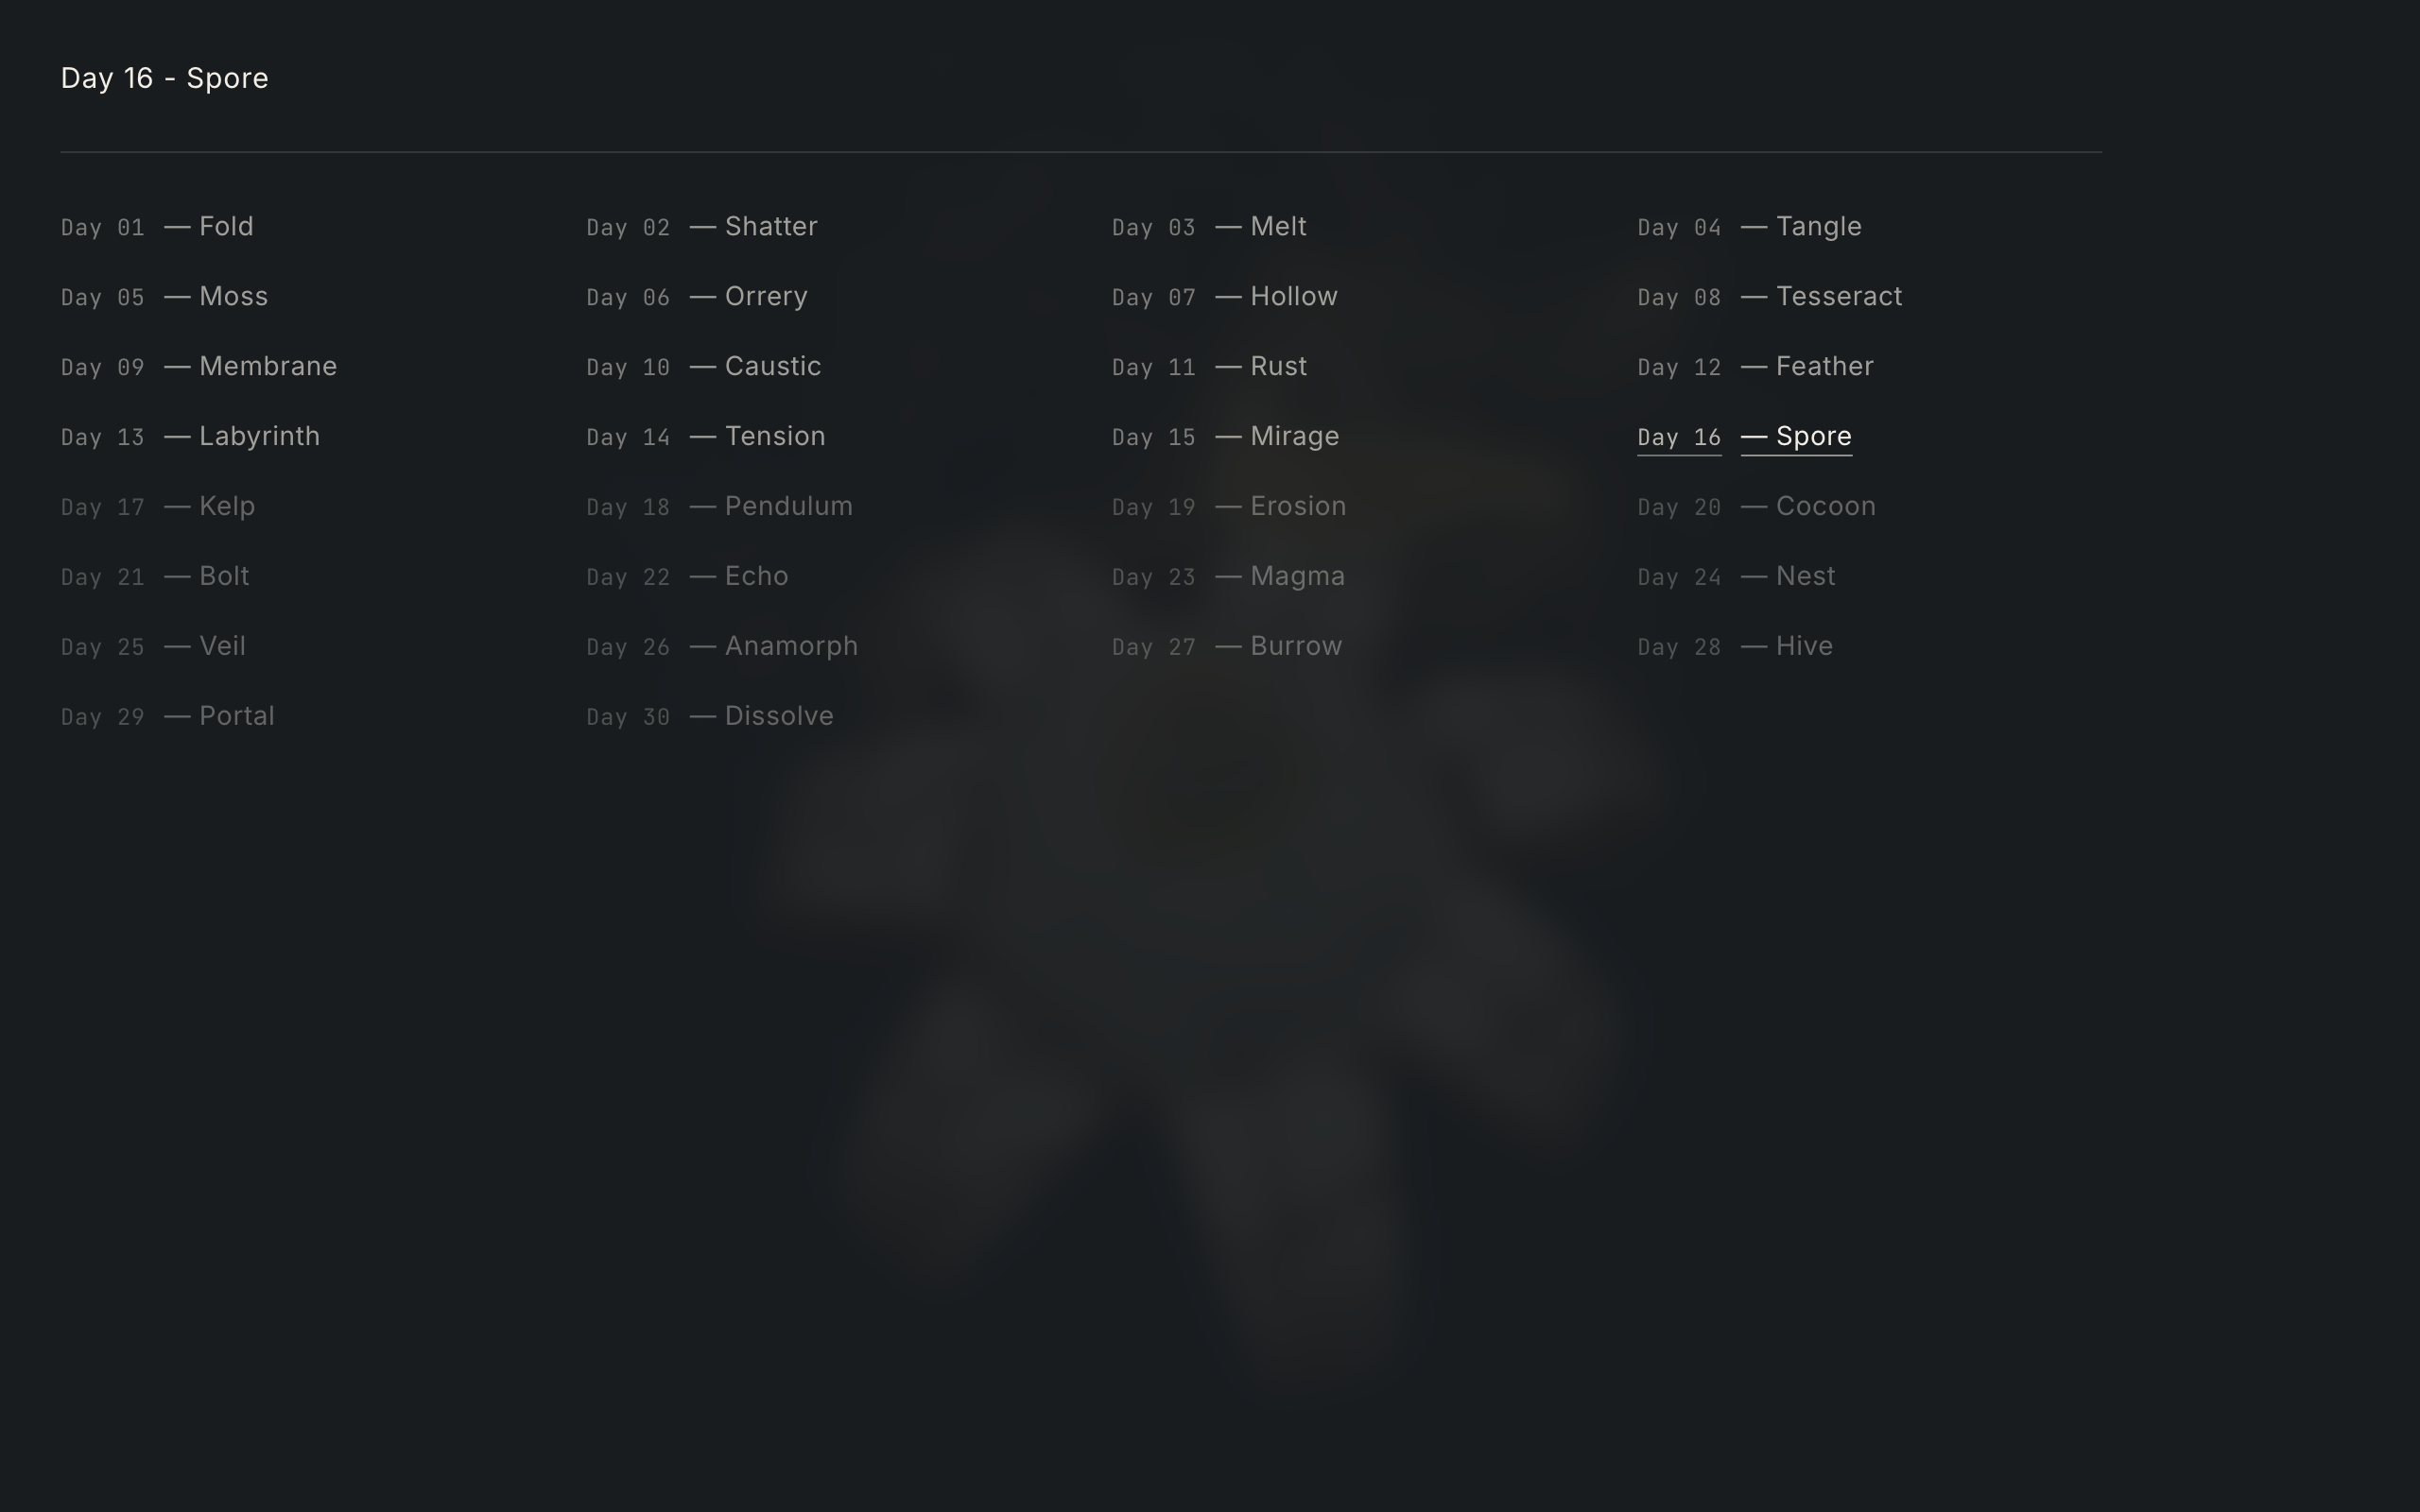 Day 16 - Spore
Day 01 — Fold
Day 02 — Shatter
Day 03 — Melt
Day 04 — Tangle
Day 05 — Moss
Day 06 — Orrery
Day 07 — Hollow
Day 08 — Tesseract
Day 09 — Membrane
Day 10 — Caustic
Day 11 — Rust
Day 12 — Feather
Day 13 — Labyrinth
Day 14 — Tension
Day 15 — Mirage
Day 16 — Spore
Day 17 — Kelp
Day 18 — Pendulum
Day 19 — Erosion
Day 20 — Cocoon
Day 21 — Bolt
Day 22 — Echo
Day 23 — Magma
Day 24 — Nest
Day 25 — Veil
Day 26 — Anamorph
Day 27 — Burrow
Day 28 — Hive
Day 29 — Portal
Day 30 — Dissolve